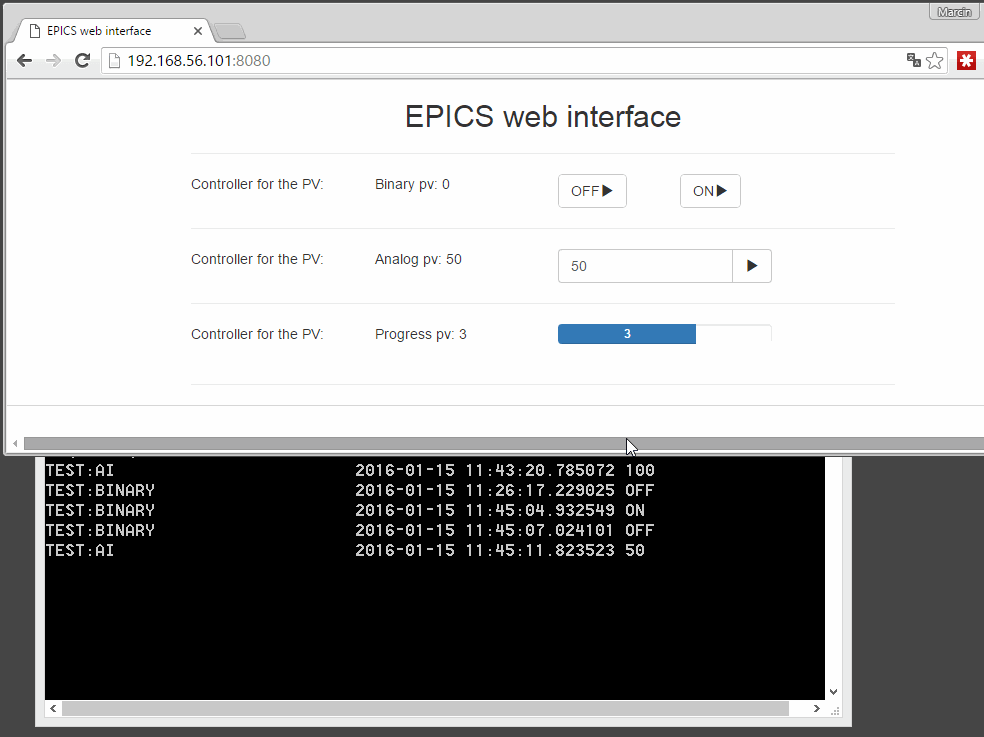 Marcin
EPICS web interface
192.168.56.101:8080
EPICS web interface
Controller for the PV: Binary pv: 0 OFF ON
Controller for the PV: Analog pv: 50 50
Controller for the PV: Progress pv: 3 3
TEST:AI 2016-01-15 11:43:20.785072 100
TEST:BINARY 2016-01-15 11:26:17.229025 OFF
TEST:BINARY 2016-01-15 11:45:04.932549 ON
TEST:BINARY 2016-01-15 11:45:07.024101 OFF
TEST:AI 2016-01-15 11:45:11.823523 50